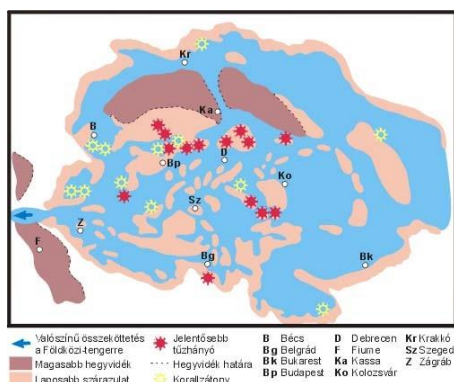 Kr
Ka
B
Bp
D
Ko
Sz
Z
F
Bg
Bk
Valószínű összeköttetés
a Földközi-tengerre
Magasabb hegyvidék
Laposabb szárazulat
Jelentősebb
tűzhányó
Hegyvidék határa
Korallzátony
B Bécs
Bg Belgrád
Bk Bukarest
Bp Budapest
D Debrecen
F Fiume
Ka Kassa
Ko Kolozsvár
Kr Krakkó
Sz Szeged
Z Zágráb